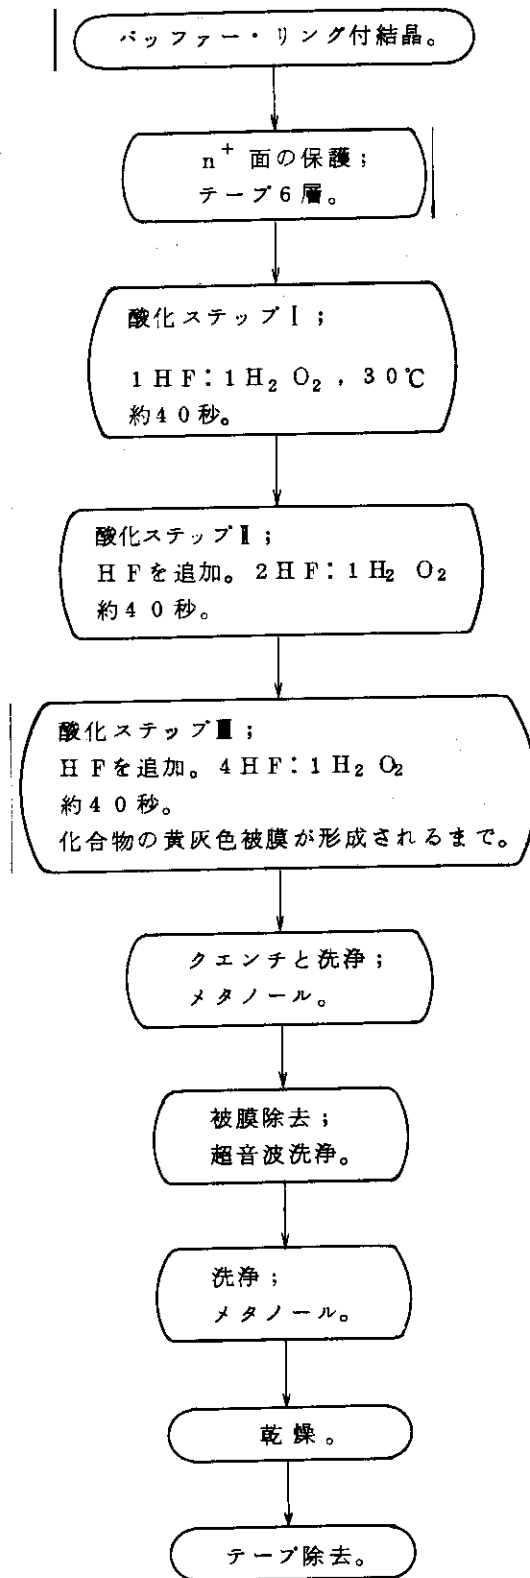 バッファー・リング付結晶。
n⁺ 面の保護；
テープ6層。
酸化ステップⅠ；
1HF：1H₂O₂，30℃
約40秒。
酸化ステップⅡ；
HFを追加。2HF：1H₂O₂
約40秒。
酸化ステップⅢ；
HFを追加。4HF：1H₂O₂
約40秒。
化合物の黄灰色被膜が形成されるまで。
クエンチと洗浄；
メタノール。
被膜除去；
超音波洗浄。
洗浄；
メタノール。
乾燥。
テープ除去。